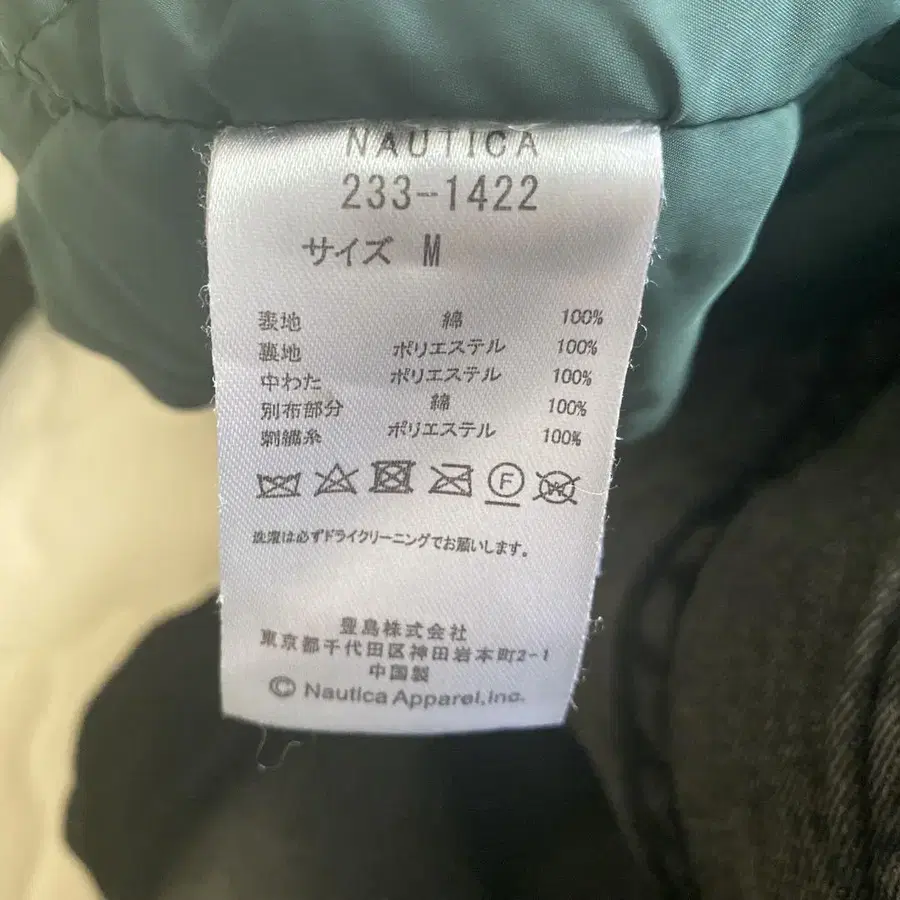 NAUTICA
233-1422
サイズ M
表地 綿 100%
裏地 ポリエステル 100%
中わた ポリエステル 100%
別布部分 綿 100%
刺繍糸 ポリエステル 100%
F W
洗濯は必ずドライクリーニングでお願いします。
豊島株式会社
東京都千代田区神田岩本町2-1
中国製
© Nautica Apparel,Inc.